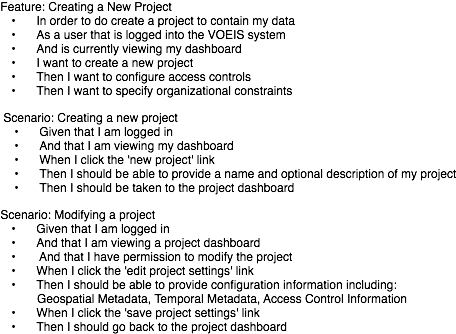 Feature: Creating a New Project
• In order to do create a project to contain my data
• As a user that is logged into the VOEIS system
• And is currently viewing my dashboard
• I want to create a new project
• Then I want to configure access controls
• Then I want to specify organizational constraints
Scenario: Creating a new project
• Given that I am logged in
• And that I am viewing my dashboard
• When I click the 'new project' link
• Then I should be able to provide a name and optional description of my project
• Then I should be taken to the project dashboard
Scenario: Modifying a project
• Given that I am logged in
• And that I am viewing a project dashboard
• And that I have permission to modify the project
• When I click the 'edit project settings' link
• Then I should be able to provide configuration information including:
Geospatial Metadata, Temporal Metadata, Access Control Information
• When I click the 'save project settings' link
• Then I should go back to the project dashboard